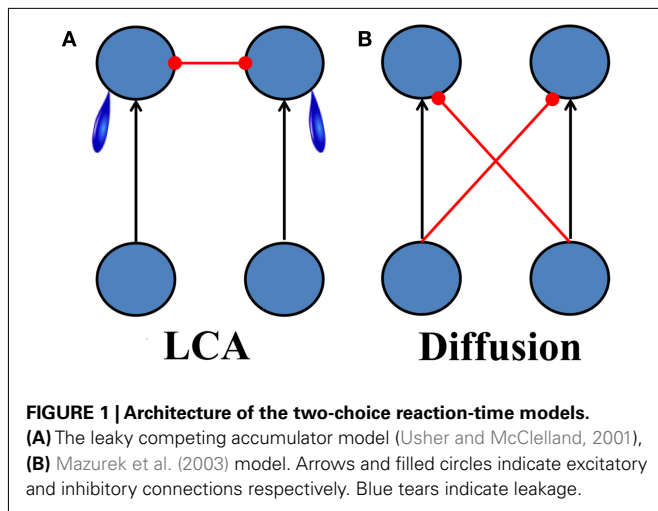 A B
LCA Diffusion
FIGURE 1 | Architecture of the two-choice reaction-time models.
(A) The leaky competing accumulator model (Usher and McClelland, 2001),
(B) Mazurek et al. (2003) model. Arrows and filled circles indicate excitatory
and inhibitory connections respectively. Blue tears indicate leakage.